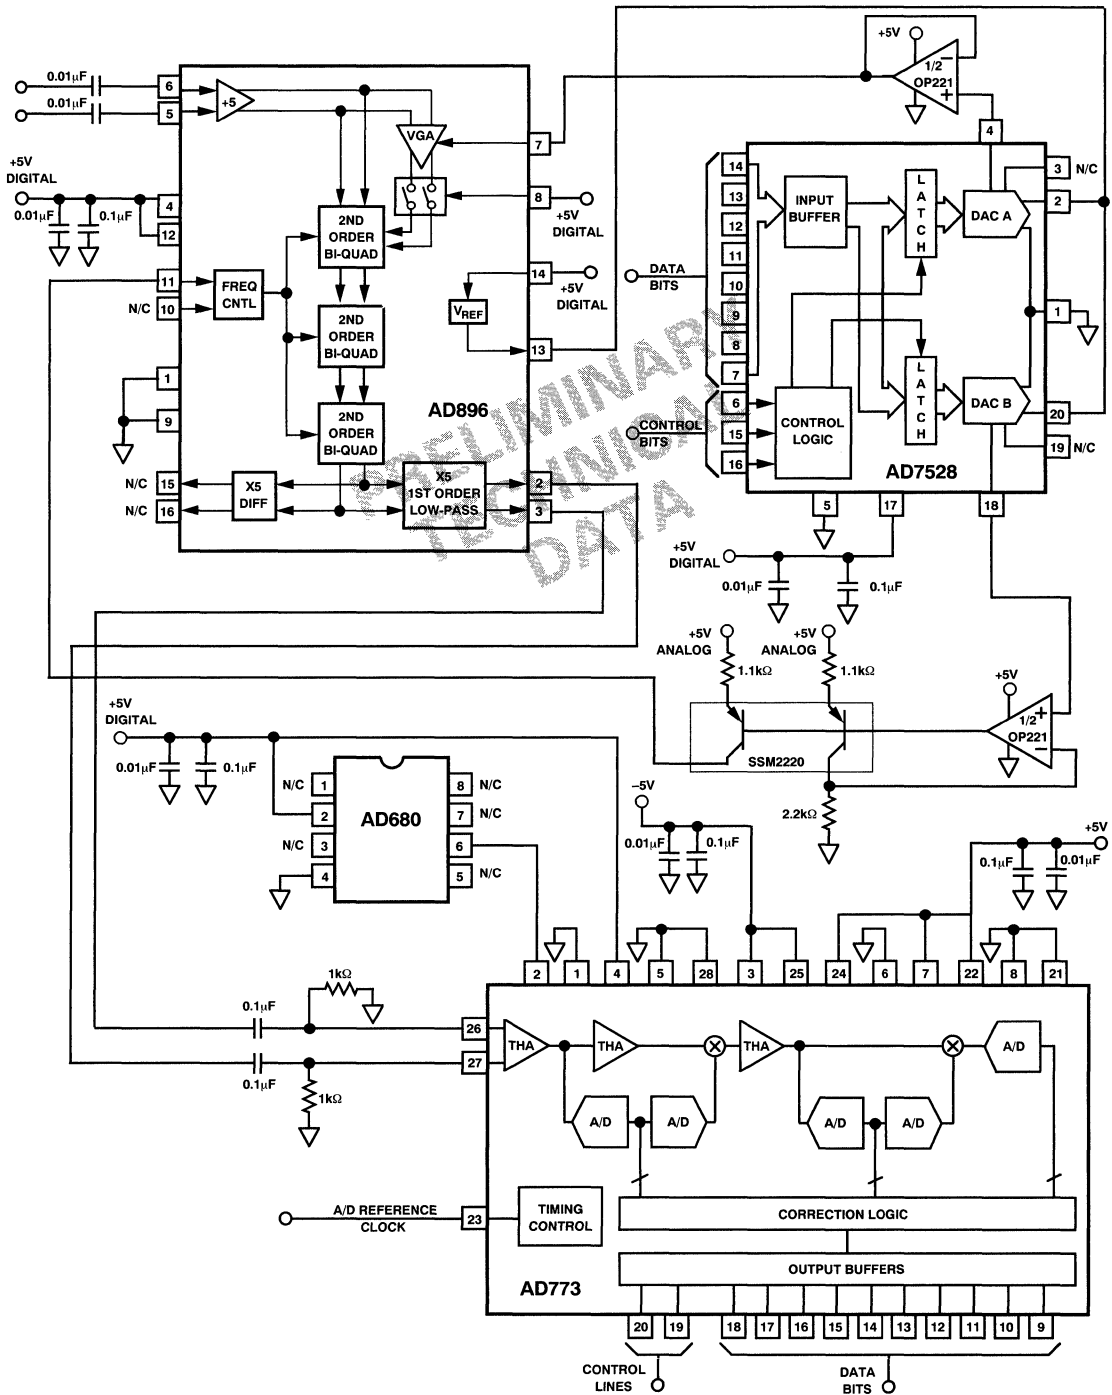 0.01µF
0.01µF
6
5
+5
VGA
+5V
DIGITAL
0.01µF
0.1µF
4
12
11
10
N/C
FREQ
CNTL
2ND
ORDER
BI-QUAD
2ND
ORDER
BI-QUAD
2ND
ORDER
BI-QUAD
VREF
7
8
+5V
DIGITAL
14
+5V
DIGITAL
13
1
9
AD896
N/C
15
N/C
16
X5
DIFF
X5
1ST ORDER
LOW-PASS
2
3
PRELIMINARY
TECHNICAL
DATA
+5V
1/2
OP221
−
+
4
3
N/C
2
1
20
19
N/C
14
13
12
11
10
9
8
7
6
15
16
DATA
BITS
CONTROL
BITS
INPUT
BUFFER
LATCH
LATCH
DAC A
DAC B
CONTROL
LOGIC
AD7528
5
17
18
+5V
DIGITAL
0.01µF
0.1µF
+5V
ANALOG
1.1kΩ
+5V
ANALOG
1.1kΩ
SSM2220
2.2kΩ
+5V
1/2
OP221
+
−
+5V
DIGITAL
0.01µF
0.1µF
N/C
1
2
N/C
3
4
AD680
8
N/C
7
N/C
6
5
N/C
−5V
0.01µF
0.1µF
+5V
0.1µF
0.01µF
2
1
4
5
28
3
25
24
6
7
22
8
21
1kΩ
0.1µF
26
27
0.1µF
1kΩ
THA
THA
THA
A/D
A/D
A/D
A/D
A/D
A/D REFERENCE
CLOCK
23
TIMING
CONTROL
CORRECTION LOGIC
OUTPUT BUFFERS
AD773
20
19
18
17
16
15
14
13
12
11
10
9
CONTROL
LINES
DATA
BITS